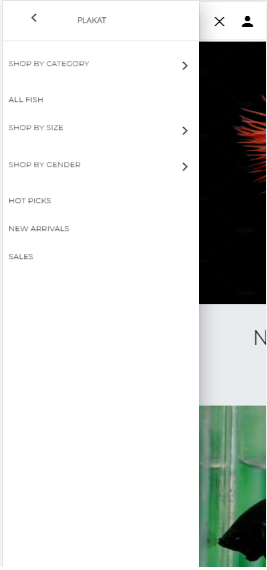 PLAKAT
SHOP BY CATEGORY
ALL FISH
SHOP BY SIZE
SHOP BY GENDER
HOT PICKS
NEW ARRIVALS
SALES
N